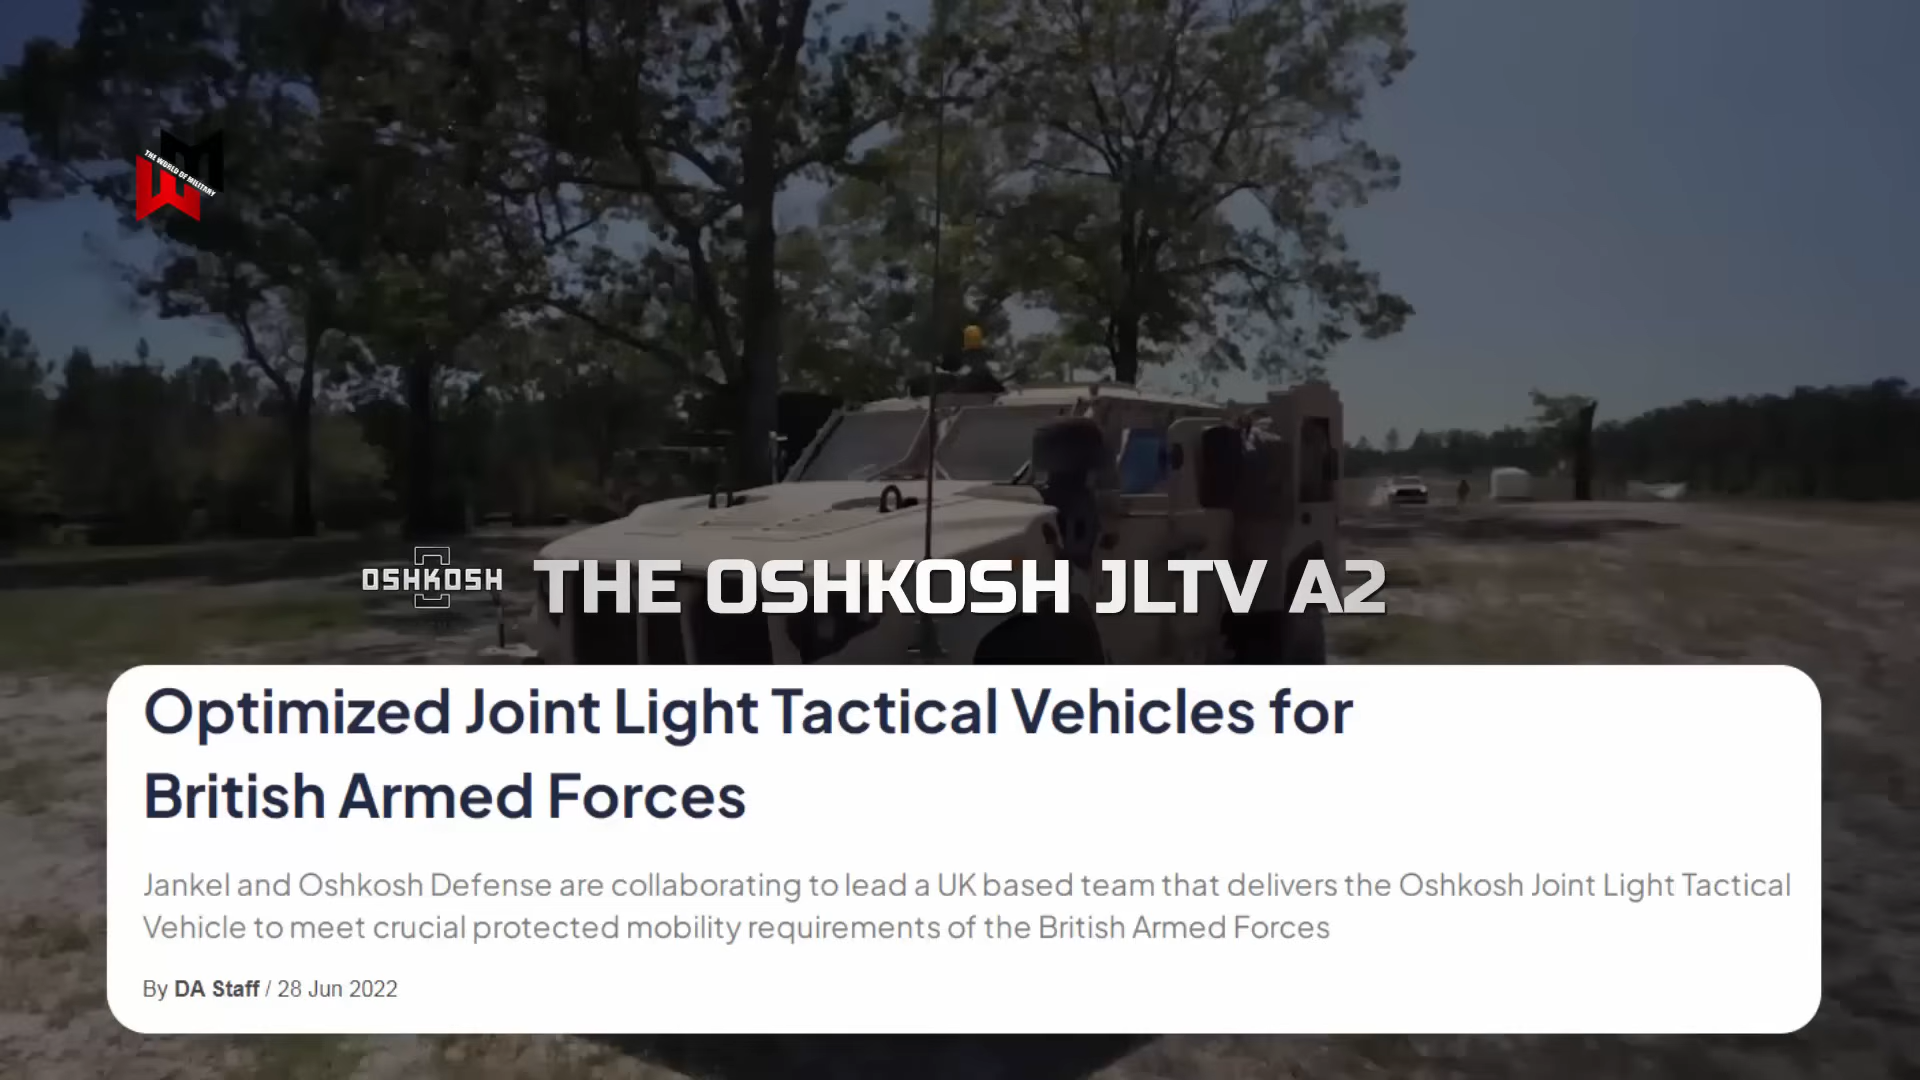 THE WORLD OF MILITARY
OSHKOSH
THE OSHKOSH JLTV A2
Optimized Joint Light Tactical Vehicles for
British Armed Forces
Jankel and Oshkosh Defense are collaborating to lead a UK based team that delivers the Oshkosh Joint Light Tactical
Vehicle to meet crucial protected mobility requirements of the British Armed Forces
By DA Staff / 28 Jun 2022